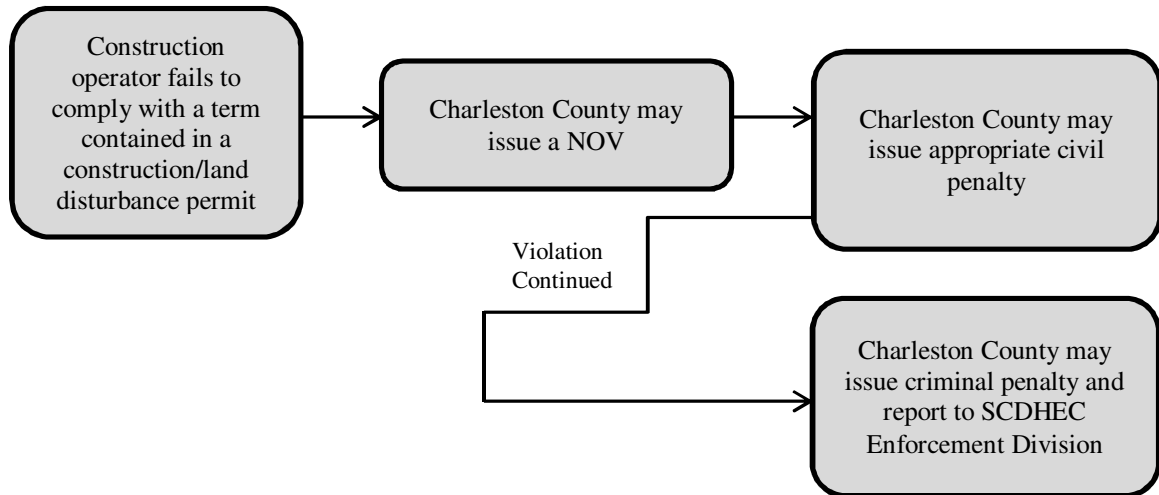 Construction
operator fails to
comply with a term
contained in a
construction/land
disturbance permit
Charleston County may
issue a NOV
Charleston County may
issue appropriate civil
penalty
Violation
Continued
Charleston County may
issue criminal penalty and
report to SCDHEC
Enforcement Division